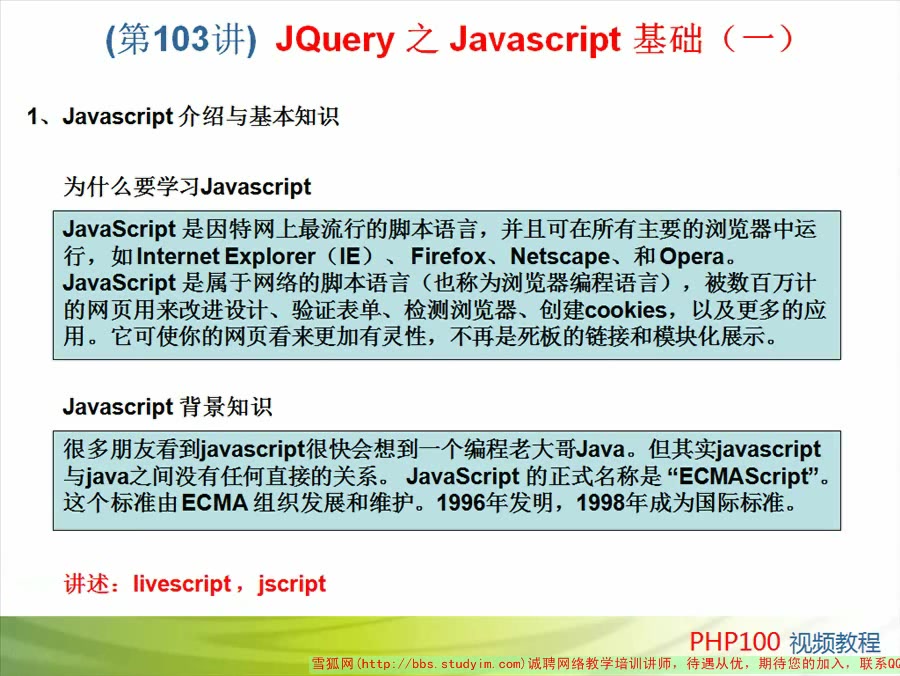 (第103讲) JQuery 之 Javascript 基础（一）
1、Javascript 介绍与基本知识
为什么要学习Javascript
JavaScript 是因特网上最流行的脚本语言，并且可在所有主要的浏览器中运
行，如 Internet Explorer（IE）、Firefox、Netscape、和 Opera。
JavaScript 是属于网络的脚本语言（也称为浏览器编程语言），被数百万计
的网页用来改进设计、验证表单、检测浏览器、创建cookies，以及更多的应
用。它可使你的网页看来更加有灵性，不再是死板的链接和模块化展示。
Javascript 背景知识
很多朋友看到javascript很快会想到一个编程老大哥Java。但其实javascript
与java之间没有任何直接的关系。 JavaScript 的正式名称是 “ECMAScript”。
这个标准由 ECMA 组织发展和维护。1996年发明，1998年成为国际标准。
讲述：livescript ，jscript
PHP100 视频教程
雪狐网(http://bbs.studyim.com)诚聘网络教学培训讲师，待遇从优，期待您的加入，联系QQ